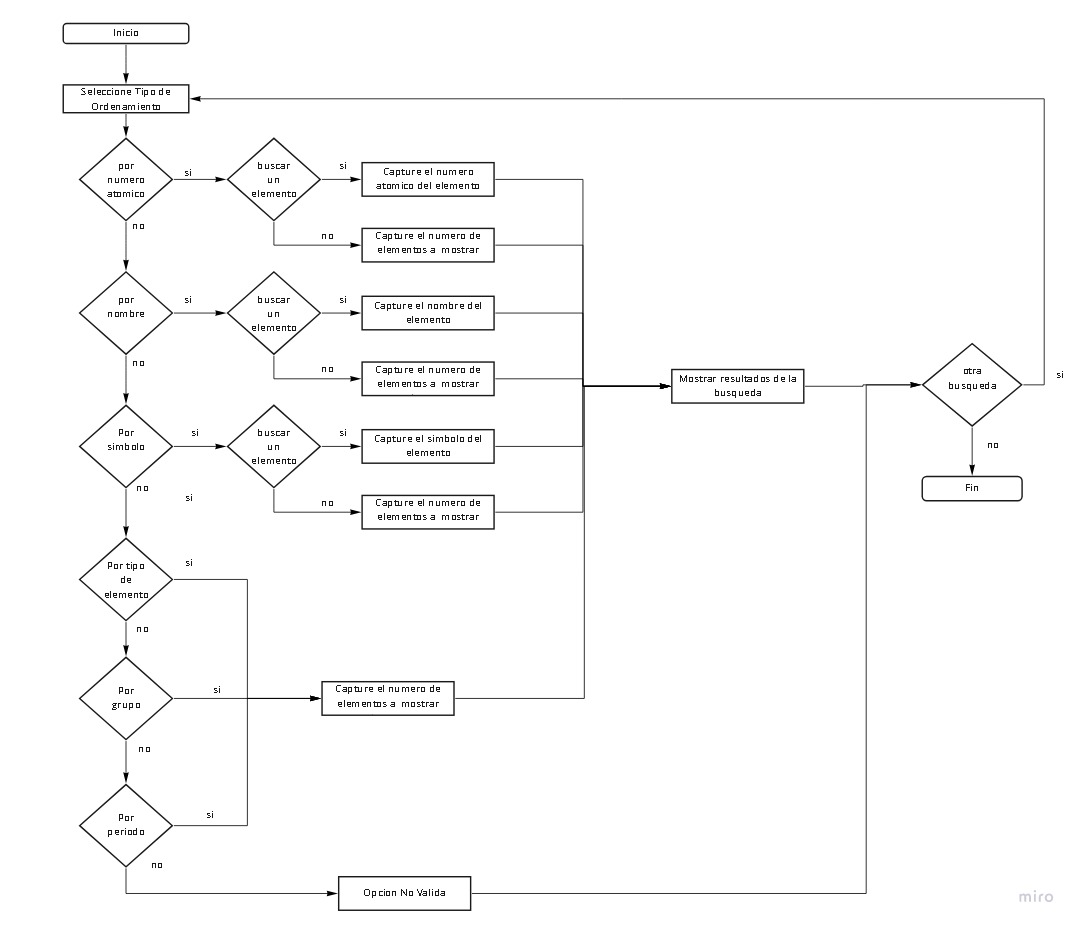 Inicio
Seleccione Tipo de
Ordenamiento
por
numero
atomico
si
buscar
un
elemento
si
Capture el numero
atomico del elemento
no
no
Capture el numero de
elementos a mostrar
por
nombre
si
buscar
un
elemento
si
Capture el nombre del
elemento
no
no
Capture el numero de
elementos a mostrar
Mostrar resultados de la
busqueda
otra
busqueda
si
no
Fin
Por
simbolo
si
buscar
un
elemento
si
Capture el simbolo del
elemento
no
si
no
Capture el numero de
elementos a mostrar
Por tipo
de
elemento
si
no
Por
grupo
si
Capture el numero de
elementos a mostrar
no
Por
periodo
si
no
Opcion No Valida
miro